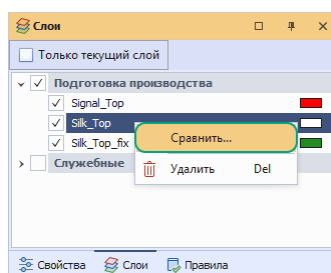 Слои
Только текущий слой
Подготовка производства
Signal_Top
Silk_Top
Сравнить...
Silk_Top_fix
Удалить Del
Служебные
Свойства Слои Правила